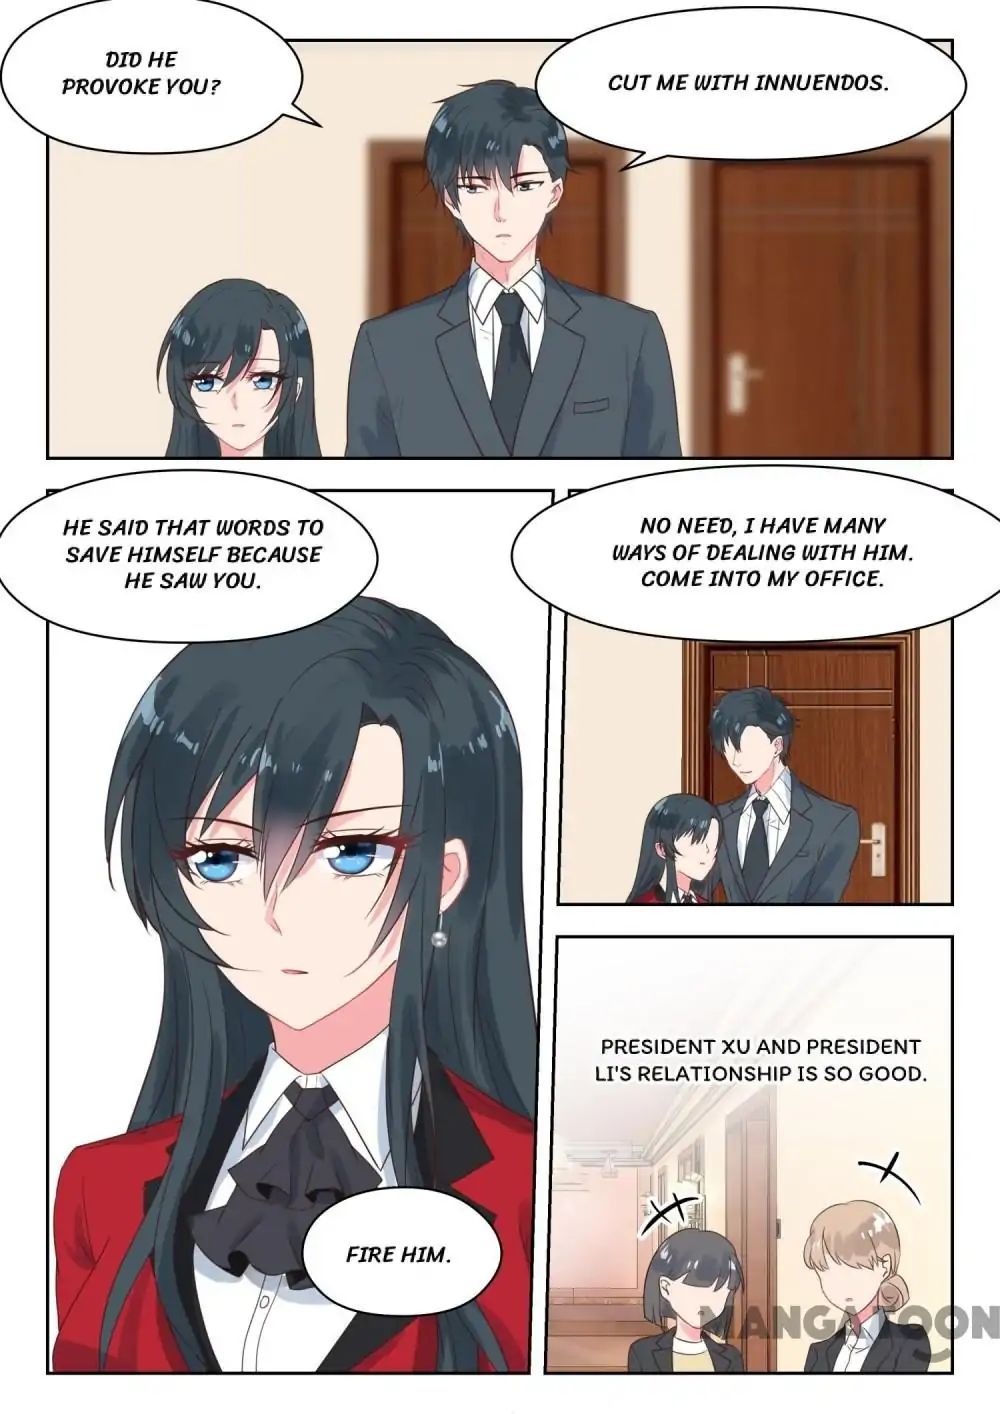 DID HE
PROVOKE YOU?
CUT ME WITH INNUENDOS.
HE SAID THAT WORDS TO
SAVE HIMSELF BECAUSE
HE SAW YOU.
FIRE HIM.
NO NEED, I HAVE MANY
WAYS OF DEALING WITH HIM.
COME INTO MY OFFICE.
PRESIDENT XU AND PRESIDENT
LI'S RELATIONSHIP IS SO GOOD.
MANGATOON